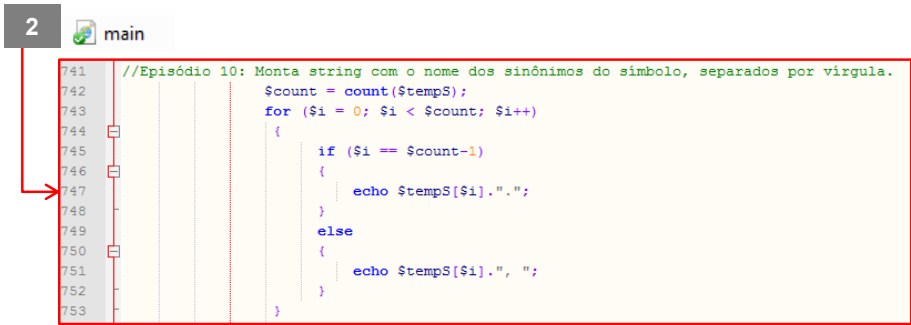 2
main
741 //Episódio 10: Monta string com o nome dos sinônimos do símbolo, separados por vírgula.
742 $count = count($tempS);
743 for ($i = 0; $i < $count; $i++)
744 {
745 if ($i == $count-1)
746 {
747 echo $tempS[$i].".";
748 }
749 else
750 {
751 echo $tempS[$i].", ";
752 }
753 }